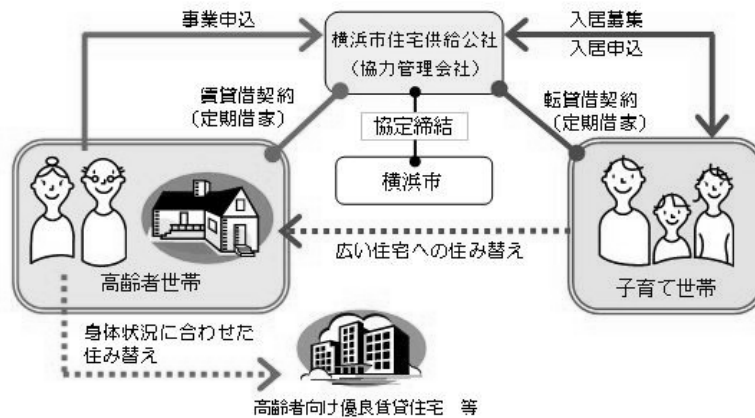 事業申込
横浜市住宅供給公社
（協力管理会社）
入居募集
入居申込
賃貸借契約
（定期借家）
協定締結
転貸借契約
（定期借家）
横浜市
高齢者世帯
広い住宅への住み替え
子育て世帯
身体状況に合わせた
住み替え
高齢者向け優良賃貸住宅　等